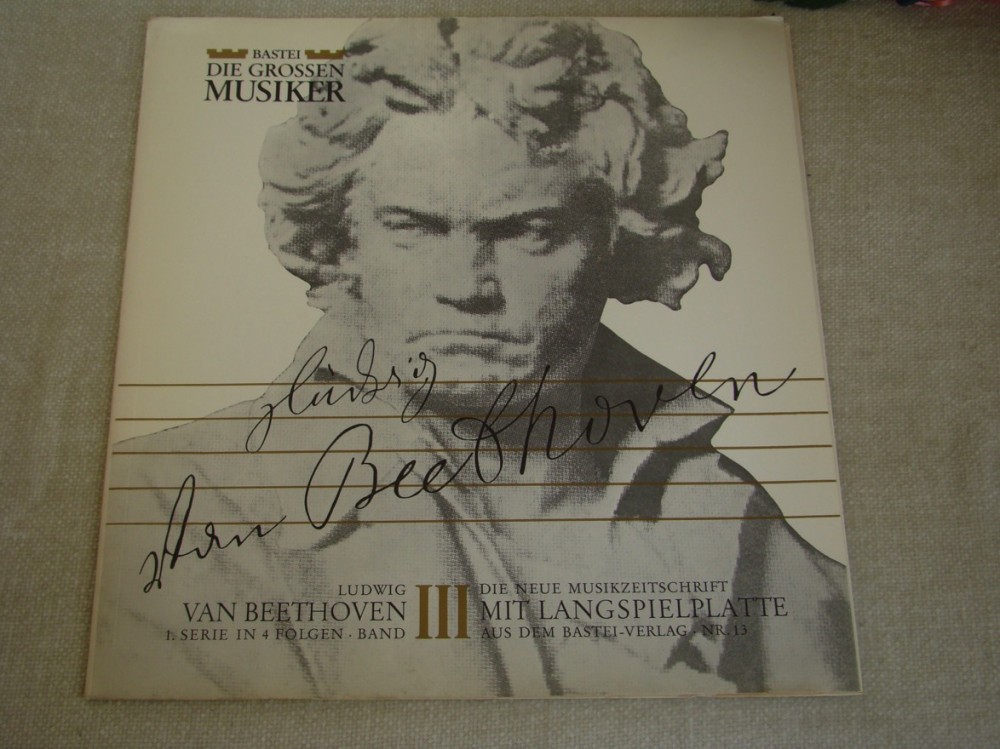 BASTEI
DIE GROSSEN
MUSIKER
Ludwig
van Beethoven
LUDWIG
VAN BEETHOVEN
1. SERIE IN 4 FOLGEN · BAND
III
DIE NEUE MUSIKZEITSCHRIFT
MIT LANGSPIELPLATTE
AUS DEM BASTEI-VERLAG · NR. 13